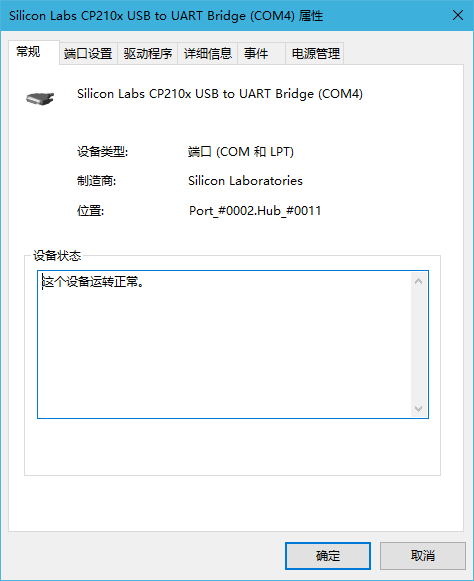 Silicon Labs CP210x USB to UART Bridge (COM4) 属性
常规 端口设置 驱动程序 详细信息 事件 电源管理
Silicon Labs CP210x USB to UART Bridge (COM4)
设备类型: 端口 (COM 和 LPT)
制造商: Silicon Laboratories
位置: Port_#0002.Hub_#0011
设备状态
这个设备运转正常。
确定 取消